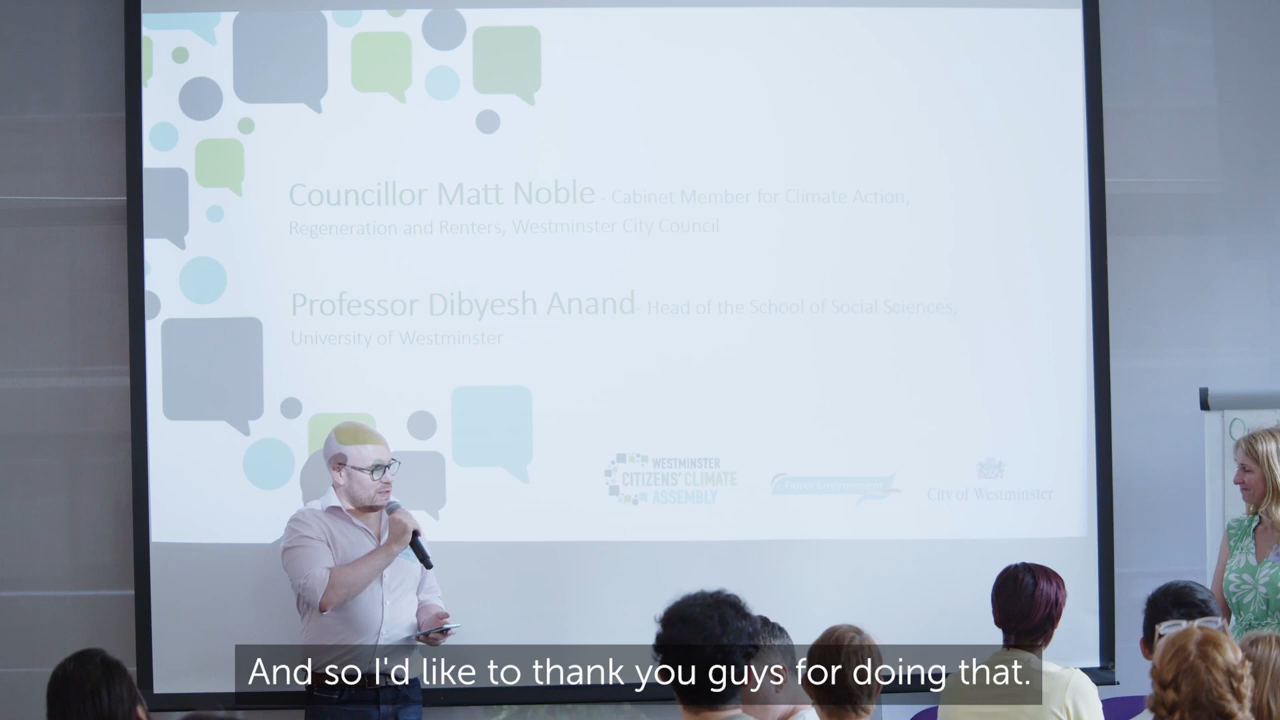 Councillor Matt Noble - Cabinet Member for Climate Action,
Regeneration and Renters, Westminster City Council
Professor Dibyesh Anand - Head of the School of Social Sciences,
University of Westminster
WESTMINSTER
CITIZENS' CLIMATE
ASSEMBLY
City of Westminster
And so I'd like to thank you guys for doing that.